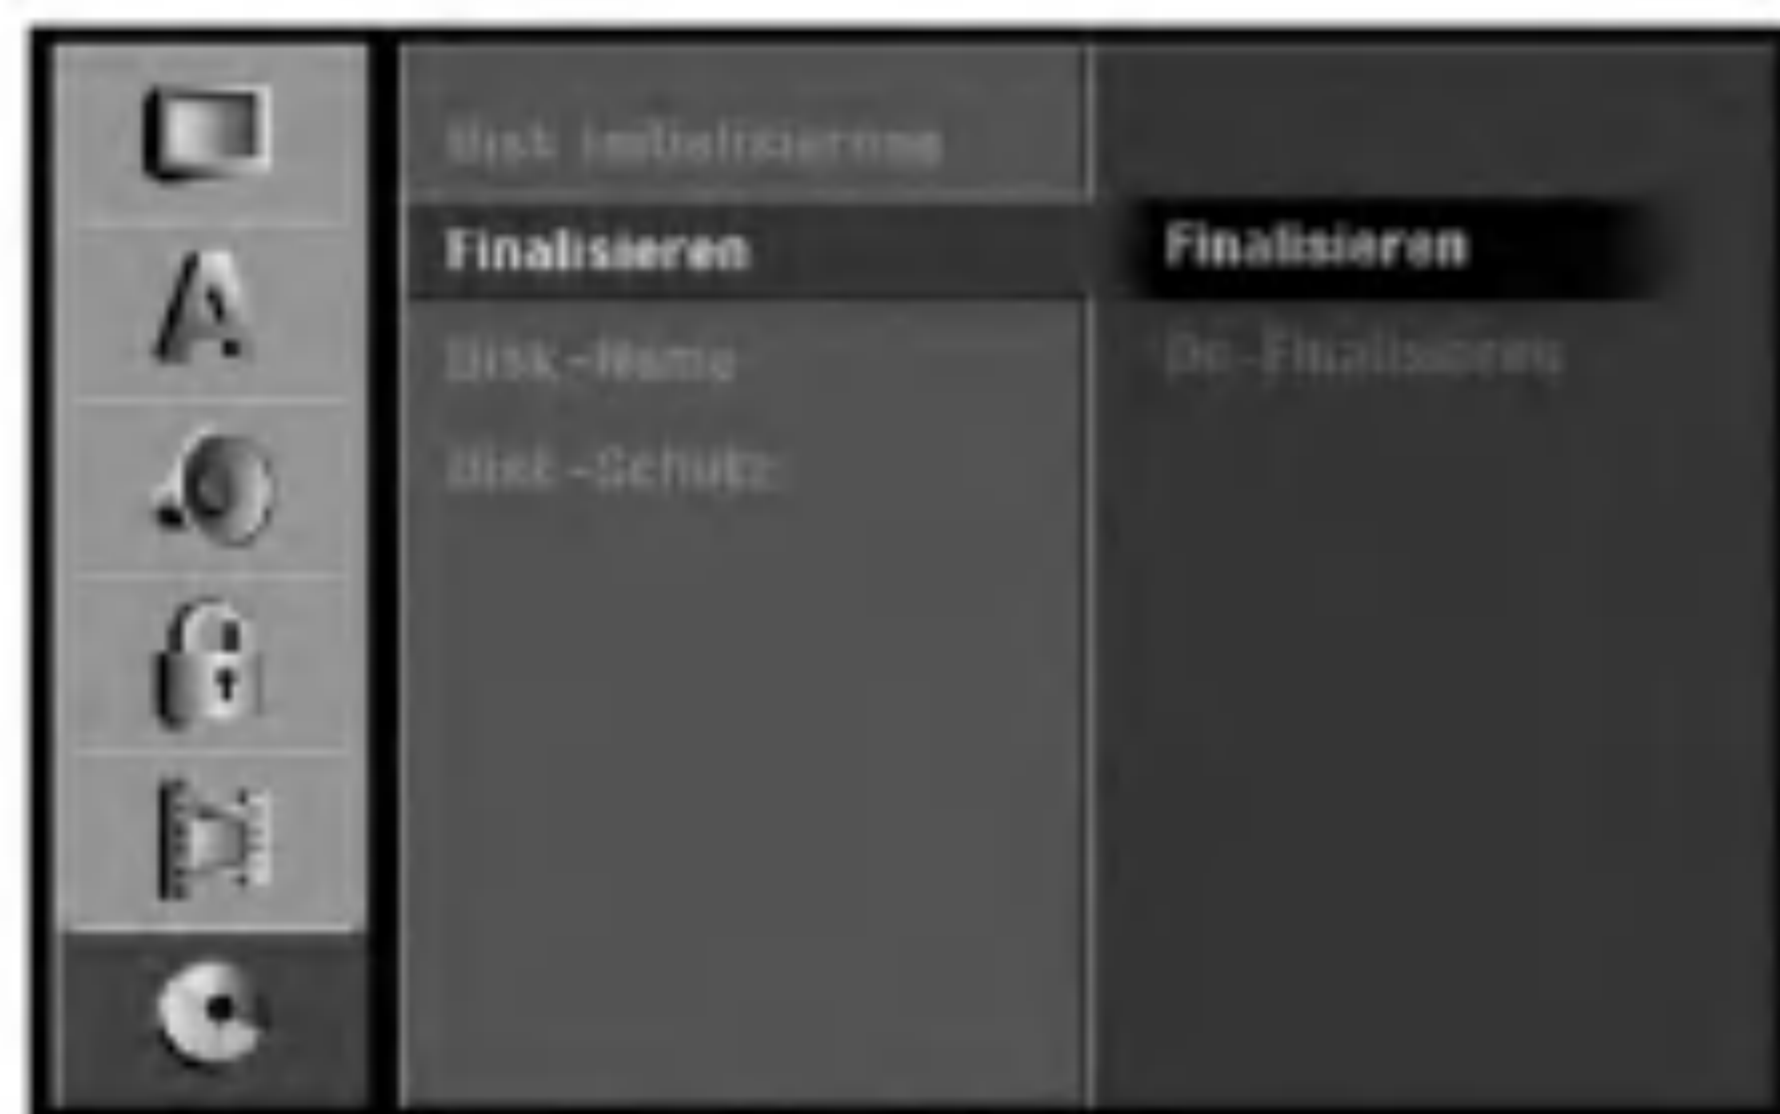 Disk initialisierung
Finalisieren
Finalisieren
Disk-Name
De-Finalisieren
Disk-Schutz